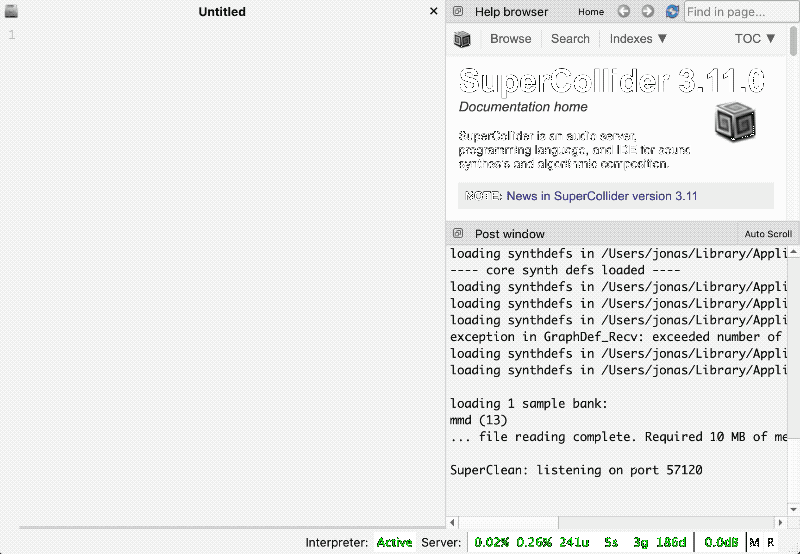 Untitled
1
Help browser Home Find in page...
Browse Search Indexes ▼ TOC ▼
SuperCollider 3.11.0
Documentation home
SuperCollider is an audio server,
programming language, and IDE for sound
synthesis and algorithmic composition.
NOTE: News in SuperCollider version 3.11
Post window Auto Scroll
loading synthdefs in /Users/jonas/Library/Appli
---- core synth defs loaded ----
loading synthdefs in /Users/jonas/Library/Appli
loading synthdefs in /Users/jonas/Library/Appli
loading synthdefs in /Users/jonas/Library/Appli
exception in GraphDef_Recv: exceeded number of
loading synthdefs in /Users/jonas/Library/Appli
loading synthdefs in /Users/jonas/Library/Appli
loading 1 sample bank:
mmd (13)
... file reading complete. Required 10 MB of me
SuperClean: listening on port 57120
Interpreter: Active Server: 0.02% 0.26% 241u 5s 3g 186d 0.0dB M R